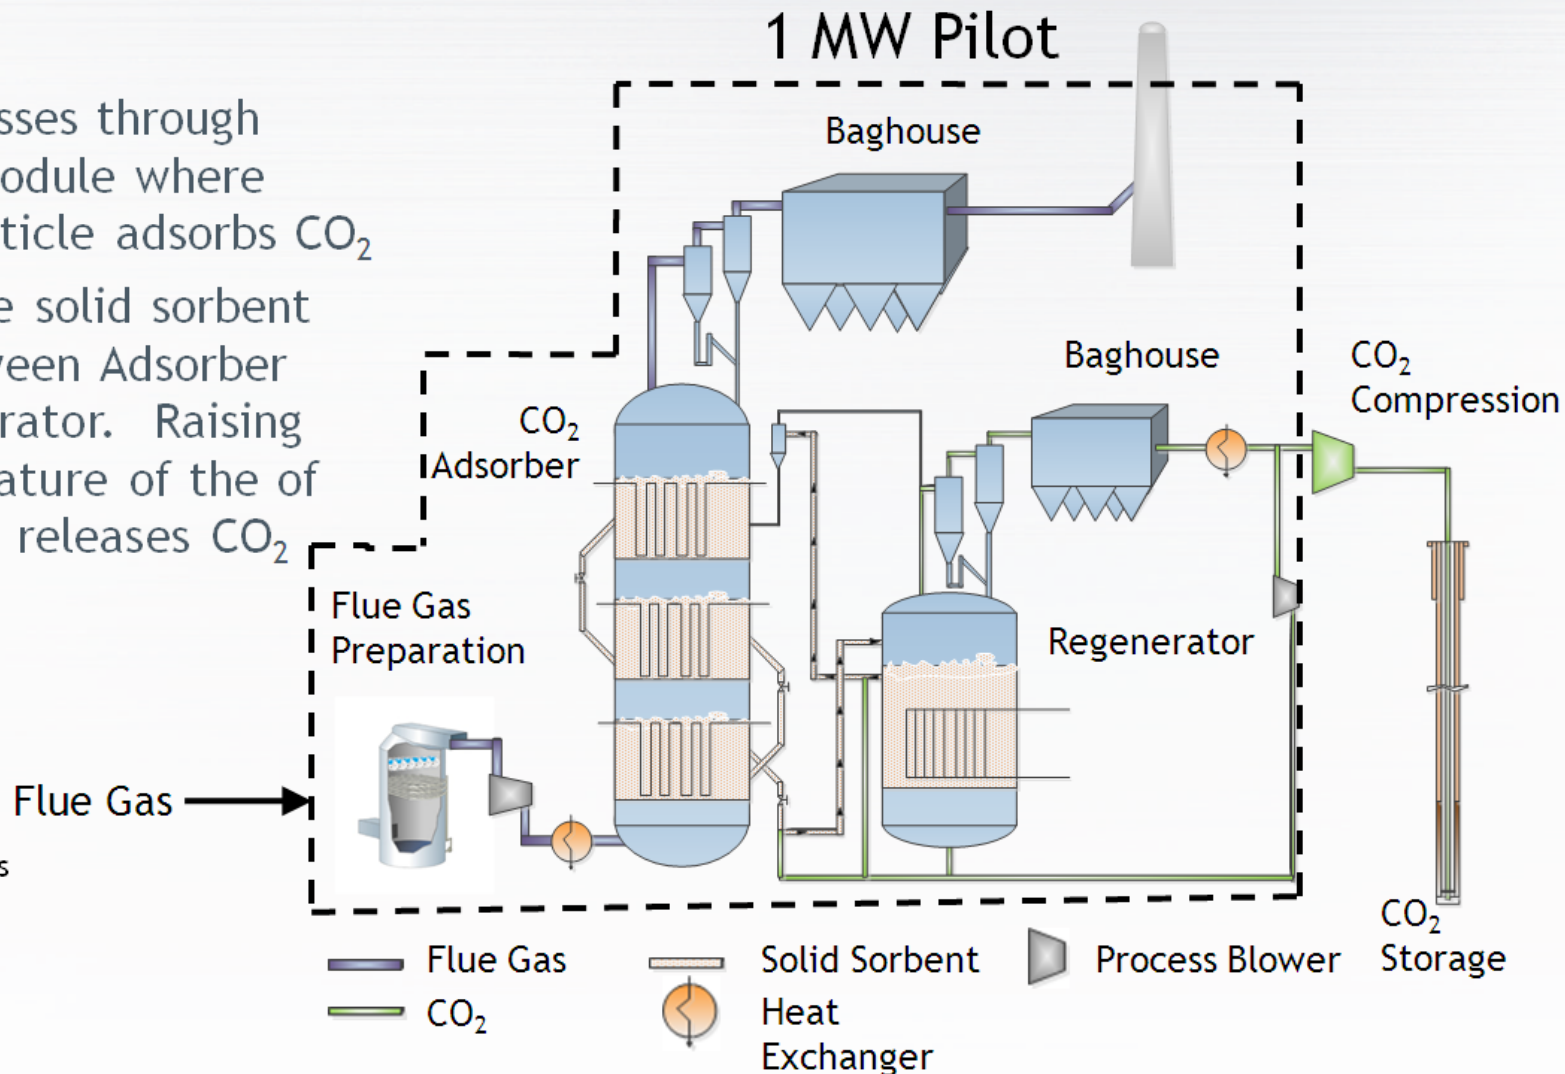 1 MW Pilot
sses through
odule where
ticle adsorbs CO₂
e solid sorbent
ween Adsorber
rator. Raising
ature of the of
releases CO₂
Baghouse
Baghouse
CO₂
Compression
CO₂
Adsorber
Flue Gas
Preparation
Regenerator
Flue Gas
s
CO₂
Storage
Flue Gas
Solid Sorbent
Process Blower
CO₂
Heat
Exchanger